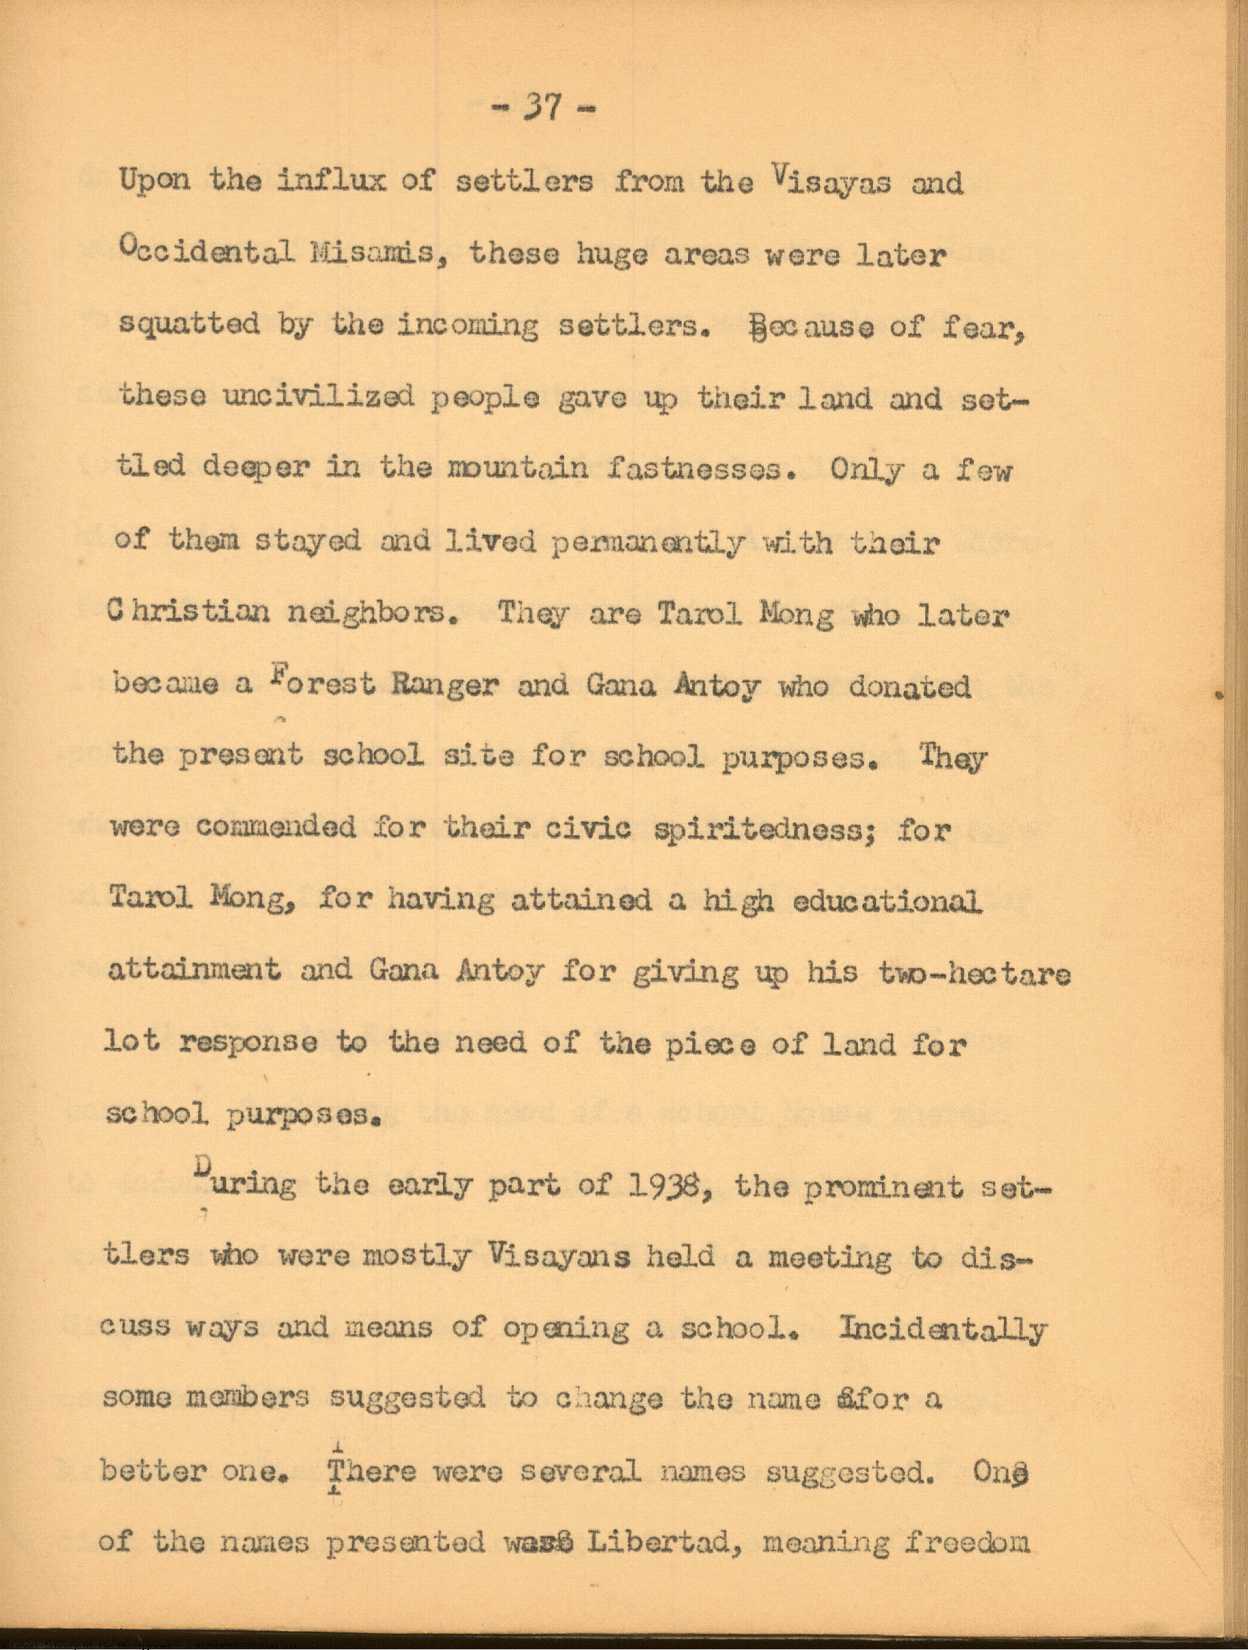 - 37 -
Upon the influx of settlers from the Visayas and
Occidental Misamis, these huge areas were later
squatted by the incoming settlers. Because of fear,
these uncivilized people gave up their land and set-
tled deeper in the mountain fastnesses. Only a few
of them stayed and lived permanently with their
Christian neighbors. They are Tarol Mong who later
became a Forest Ranger and Gana Antoy who donated
the present school site for school purposes. They
were commended for their civic spiritedness; for
Tarol Mong, for having attained a high educational
attainment and Gana Antoy for giving up his two-hectare
lot response to the need of the piece of land for
school purposes.
During the early part of 1938, the prominent set-
tlers who were mostly Visayans held a meeting to dis-
cuss ways and means of opening a school. Incidentally
some members suggested to change the name for a
better one. There were several names suggested. One
of the names presented was Libertad, meaning freedom